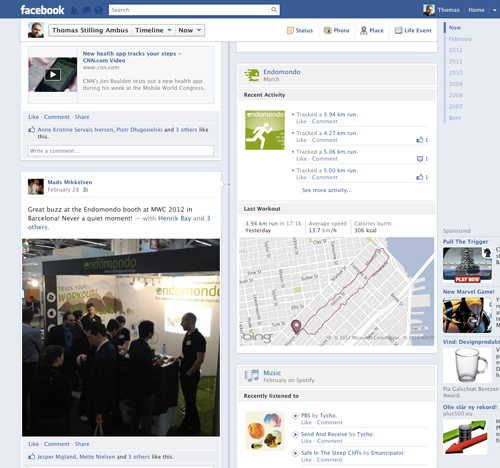 facebook
Search
Thomas
Home
Thomas Stilling Ambus
Timeline
Now
Status
Photo
Place
Life Event
Now
February
2012
2011
2010
2009
2008
2007
Born
New health app tracks your steps –
CNN.com Video
www.cnn.com
CNN's Jim Boulden tests out a new health app
during his week at the Mobile World Congress.
Like · Comment · Share
Anne Kristine Servais Iversen, Piotr Długosielski and 3 others like
this.
Write a comment...
Mads Mikkelsen
February 28
Great buzz at the Endomondo booth at MWC 2012 in
Barcelona! Never a quiet moment! — with Henrik Bay and 3
others.
TRACK YOUR
WORKOUT
endomondo
Like · Comment · Share
Jesper Majland, Mette Nielsen and 3 others like this.
Endomondo
March
Recent Activity
endomondo
• Tracked a 3.94 km run.
Like · Comment
• Tracked a 4.27 km run.
Like · Comment
1
• Tracked a 5.06 km run.
Like · Comment
1
• Tracked a 5.00 km run.
Like · Comment
1
See more activity...
Last Workout
3.94 km run in 17:16
Yesterday
Average speed
13.7 km/h
Calories burnt
306 kcal
bing
Music
February on Spotify
Recently listened to
PBS by Tycho.
Like · Comment
Send And Receive by Tycho.
Like · Comment
Safe In The Steep Cliffs by Emancipator.
Like · Comment
Sponsored
Pull The Trigger
PLAY NOW
New Marvel Game!
Vind: Designprodukt
Pia Galschiøt Bentzen
Award.
Olie slår ny rekord!
plus500.eu